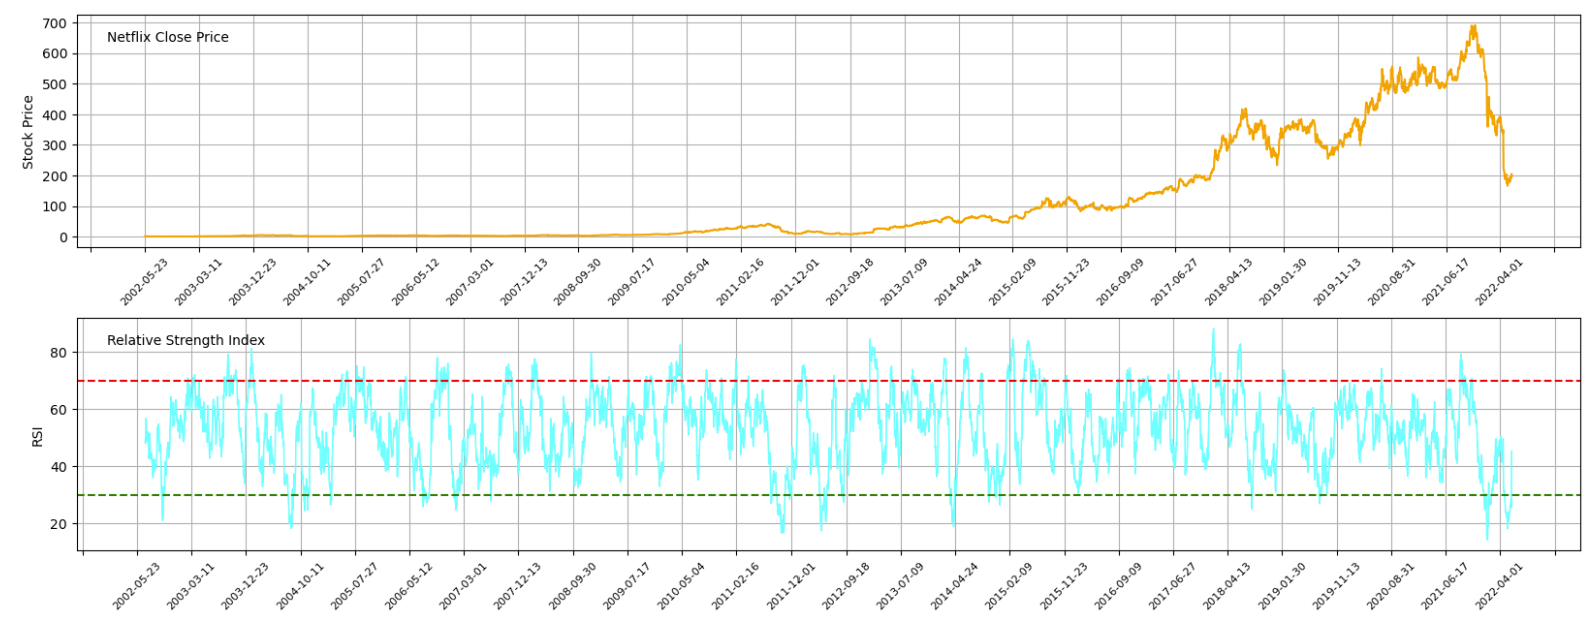 Netflix Close Price
Stock Price
700
600
500
400
300
200
100
0
2002-05-23 2003-03-11 2003-12-23 2004-10-11 2005-07-27 2006-05-12 2007-03-01 2007-12-13 2008-09-30 2009-07-17 2010-05-04 2011-02-16 2011-12-01 2012-09-18 2013-07-09 2014-04-24 2015-02-09 2015-11-23 2016-09-09 2017-06-27 2018-04-13 2019-01-30 2019-11-13 2020-08-31 2021-06-17 2022-04-01
Relative Strength Index
RSI
80
60
40
20
2002-05-23 2003-03-11 2003-12-23 2004-10-11 2005-07-27 2006-05-12 2007-03-01 2007-12-13 2008-09-30 2009-07-17 2010-05-04 2011-02-16 2011-12-01 2012-09-18 2013-07-09 2014-04-24 2015-02-09 2015-11-23 2016-09-09 2017-06-27 2018-04-13 2019-01-30 2019-11-13 2020-08-31 2021-06-17 2022-04-01